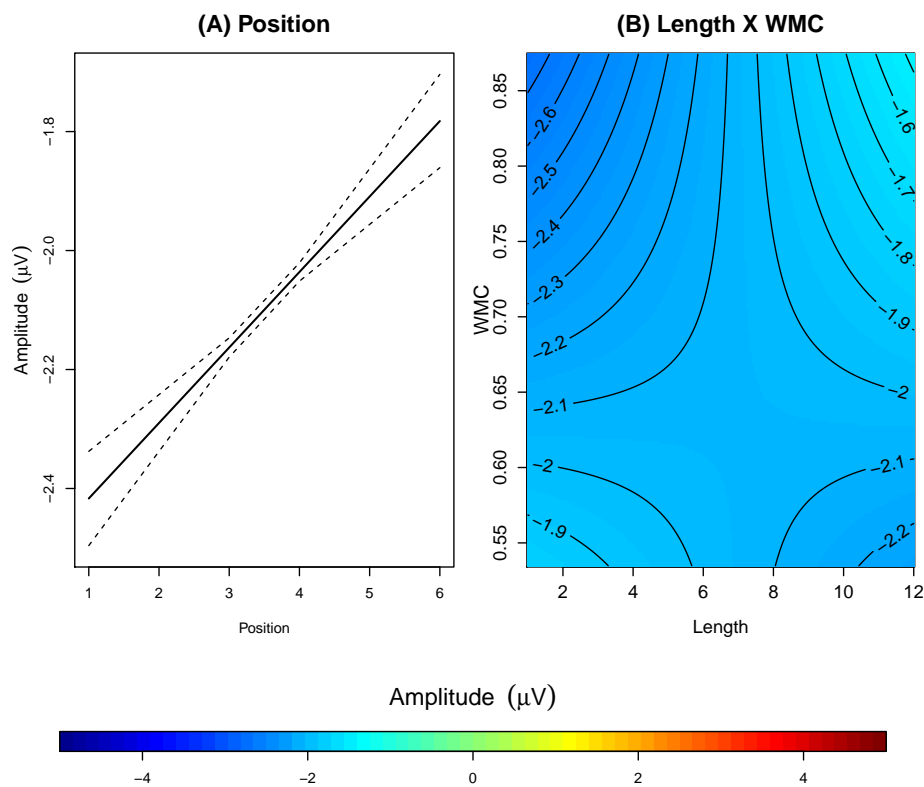 (A) Position
−1.8
−2.0
−2.2
−2.4
Amplitude (μV)
1 2 3 4 5 6
Position
(B) Length X WMC
0.85
0.80
0.75
0.70
0.65
0.60
0.55
WMC
−2.6
−2.5
−2.4
−2.3
−2.2
−2.1
−2
−1.9
−1.6
−1.7
−1.8
−1.9
−2
−2.1
−2.2
2 4 6 8 10 12
Length
Amplitude (μV)
−4 −2 0 2 4